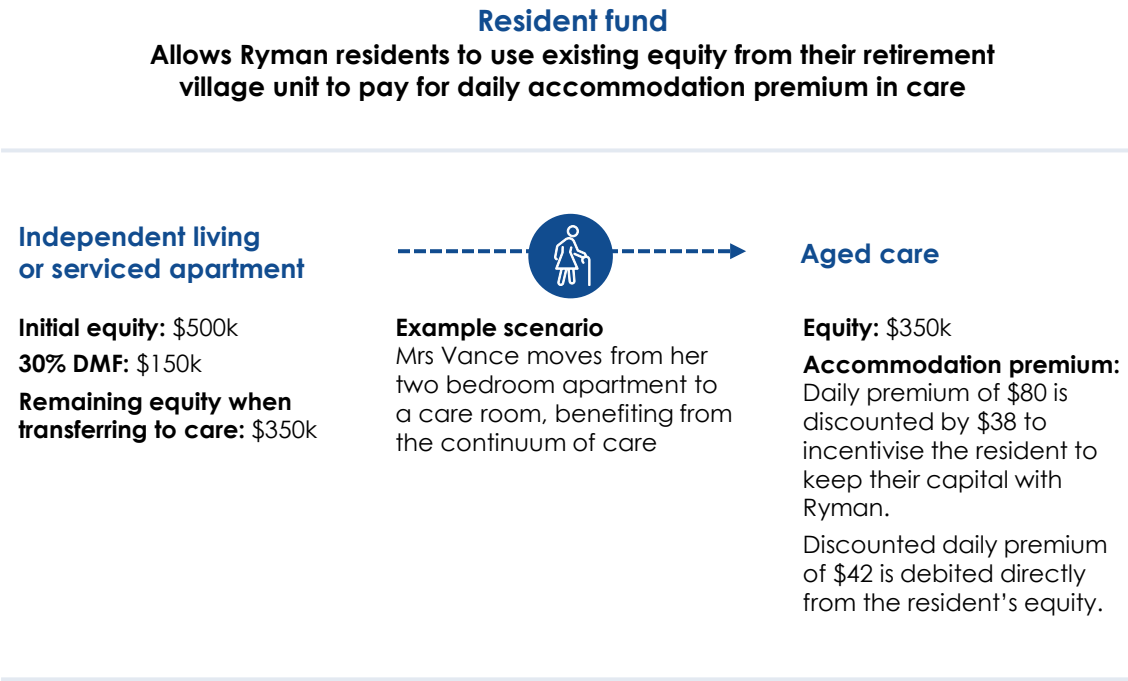 Resident fund
Allows Ryman residents to use existing equity from their retirement
village unit to pay for daily accommodation premium in care
Independent living
or serviced apartment
Initial equity: $500k
30% DMF: $150k
Remaining equity when
transferring to care: $350k
Example scenario
Mrs Vance moves from her
two bedroom apartment to
a care room, benefiting from
the continuum of care
Aged care
Equity: $350k
Accommodation premium:
Daily premium of $80 is
discounted by $38 to
incentivise the resident to
keep their capital with
Ryman.
Discounted daily premium
of $42 is debited directly
from the resident's equity.